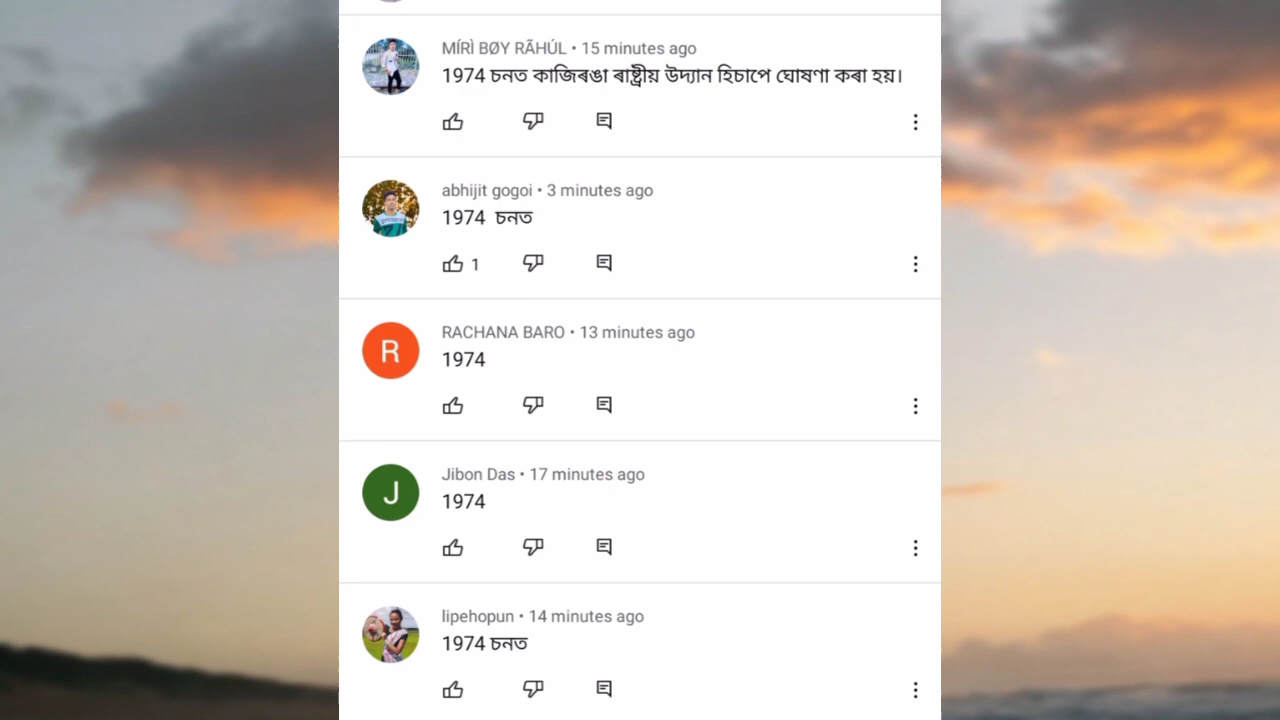 MÍRÌ BØY RÃHÚL • 15 minutes ago
1974 চনত কাজিৰঙা ৰাষ্ট্ৰীয় উদ্যান হিচাপে ঘোষণা কৰা হয়।
abhijit gogoi • 3 minutes ago
1974 চনত
1
RACHANA BARO • 13 minutes ago
R
1974
Jibon Das • 17 minutes ago
J
1974
lipehopun • 14 minutes ago
1974 চনত